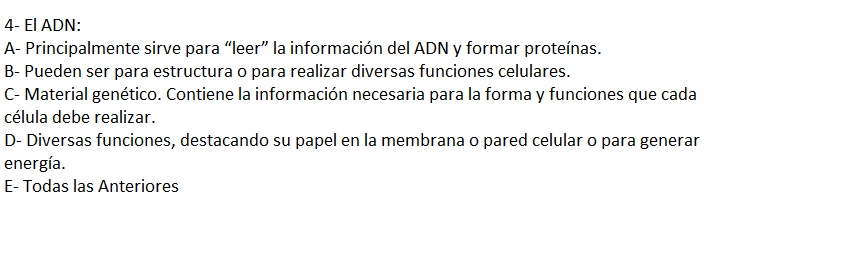 4- El ADN:
A- Principalmente sirve para “leer” la información del ADN y formar proteínas.
B- Pueden ser para estructura o para realizar diversas funciones celulares.
C- Material genético. Contiene la información necesaria para la forma y funciones que cada
célula debe realizar.
D- Diversas funciones, destacando su papel en la membrana o pared celular o para generar
energía.
E- Todas las Anteriores